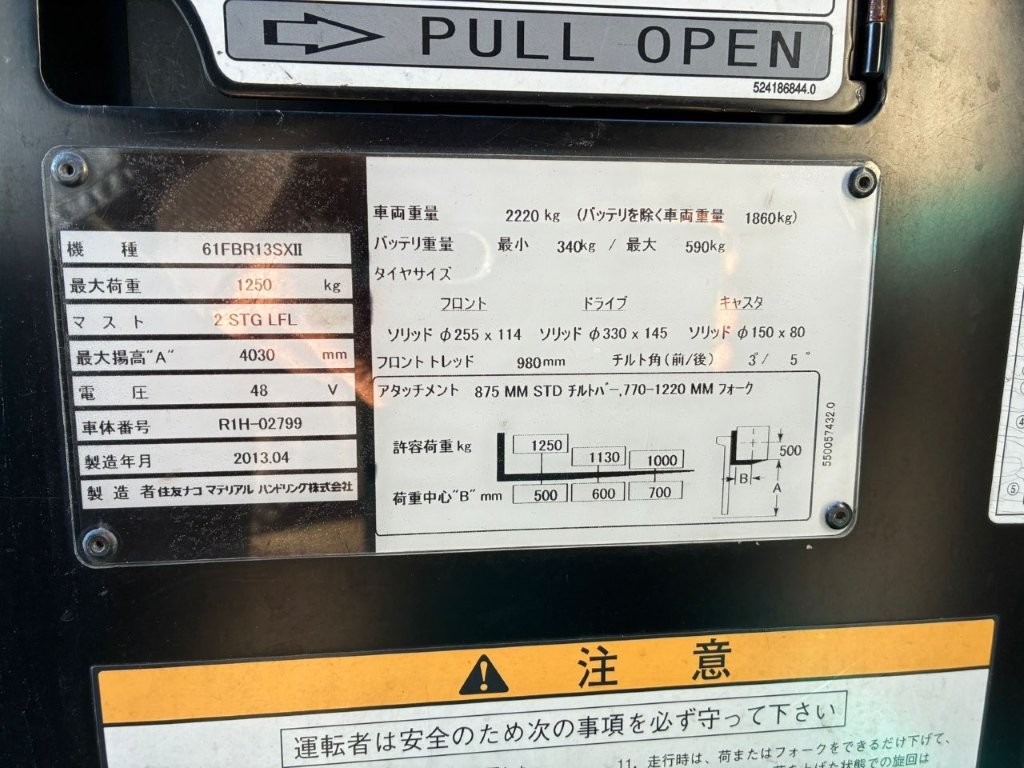 PULL OPEN
524186844.0
機種 61FBR13SXII
最大荷重 1250 kg
マスト 2 STG LFL
最大揚高"A" 4030 mm
電圧 48 V
車体番号 R1H-02799
製造年月 2013.04
製造者 住友ナコ マテリアル ハンドリング株式会社
車両重量 2220 kg (バッテリを除く車両重量 1860kg)
バッテリ重量 最小 340kg / 最大 590kg
タイヤサイズ
フロント ドライブ キャスタ
ソリッド φ255 x 114 ソリッド φ330 x 145 ソリッド φ150 x 80
フロントトレッド 980mm チルト角(前/後) 3°/ 5°
アタッチメント 875 MM STD チルトバー,770-1220 MM フォーク
許容荷重 kg 1250 1130 1000
荷重中心"B" mm 500 600 700
500
B
A
550057432.0
④
⑤
注意
運転者は安全のため次の事項を必ず守って下さい
11. 走行時は、荷またはフォークをできるだけ下げて、
た状態での旋回は